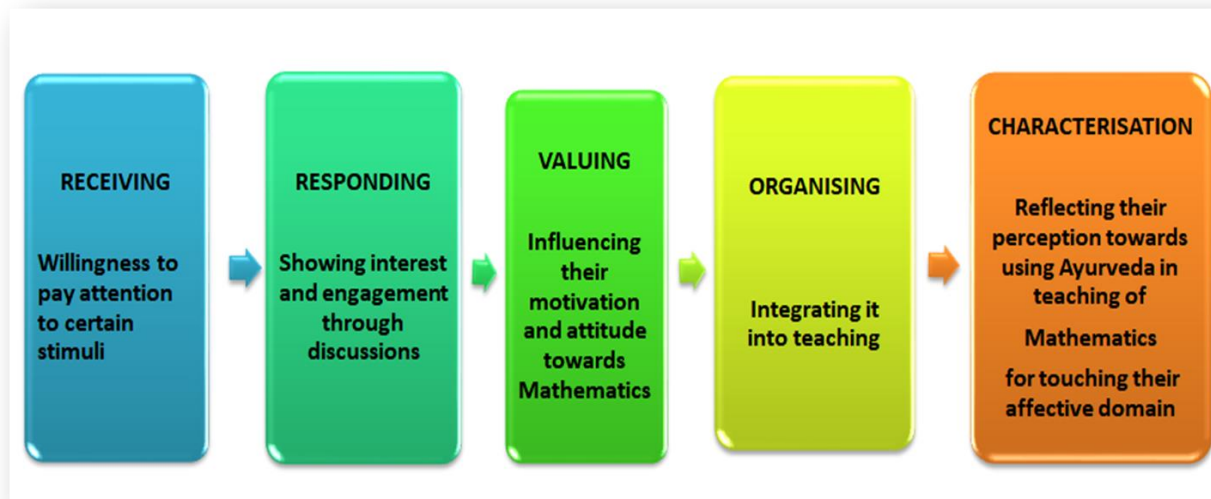 RECEIVING
Willingness to
pay attention
to certain
stimuli
RESPONDING
Showing interest
and engagement
through
discussions
VALUING
Influencing
their
motivation
and attitude
towards
Mathematics
ORGANISING
Integrating it
into teaching
CHARACTERISATION
Reflecting their
perception towards
using Ayurveda in
teaching of
Mathematics
for touching their
affective domain